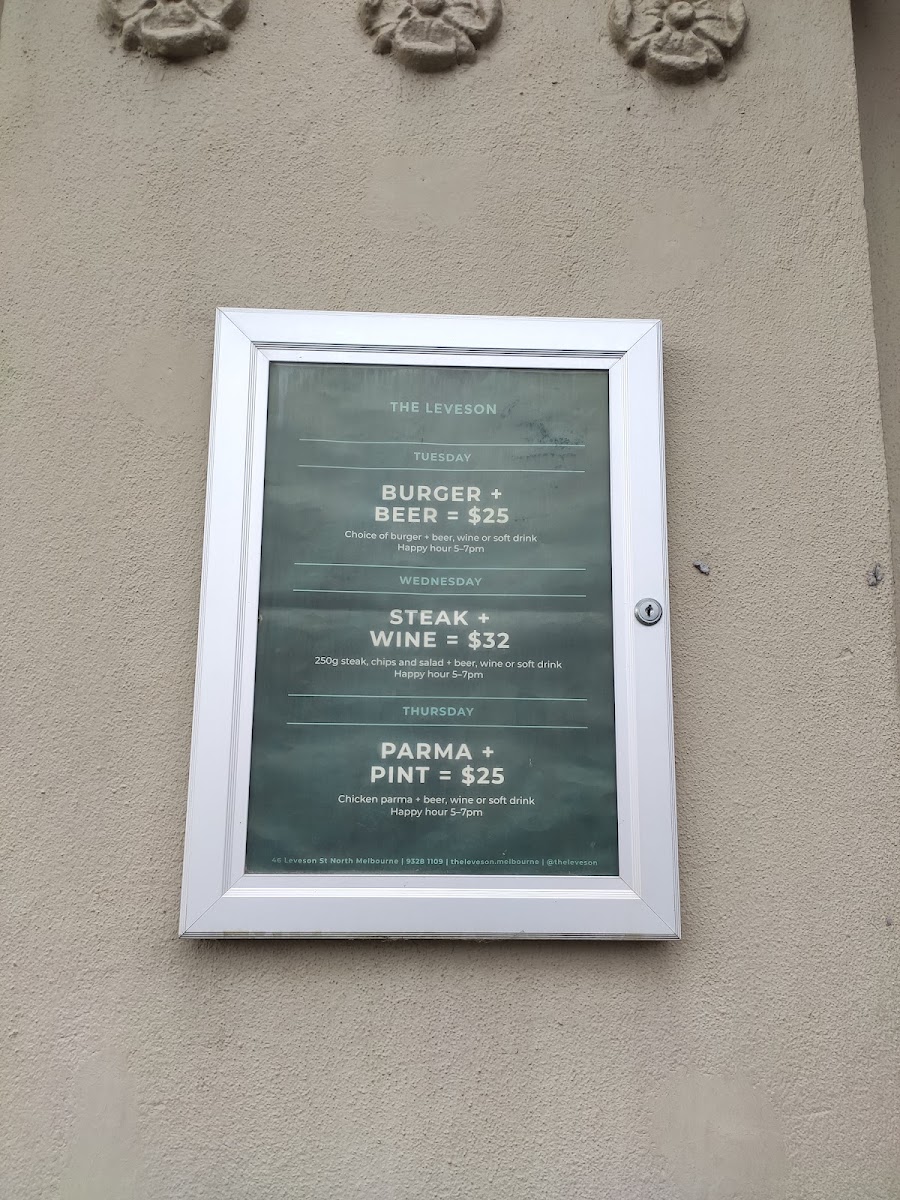 THE LEVESON
TUESDAY
BURGER +
BEER = $25
Choice of burger + beer, wine or soft drink
Happy hour 5–7pm
WEDNESDAY
STEAK +
WINE = $32
250g steak, chips and salad + beer, wine or soft drink
Happy hour 5–7pm
THURSDAY
PARMA +
PINT = $25
Chicken parma + beer, wine or soft drink
Happy hour 5–7pm
46 Leveson St North Melbourne | 9328 1109 | theleveson.melbourne | @theleveson